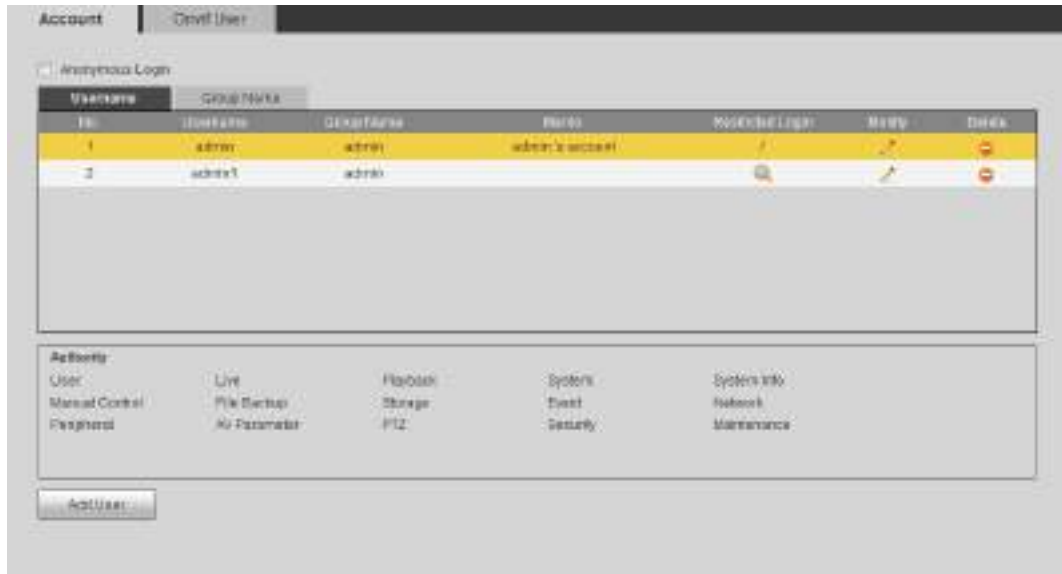 Account Onvif User
Anonymous Login
Username Group Name
No. Username Group Name Memo Restricted Login Modify Delete
1 admin admin admin 's account /
2 admin1 admin
Authority
User Live Playback System System Info
Manual Control File Backup Storage Event Network
Peripheral AV Parameter PTZ Security Maintenance
Add User